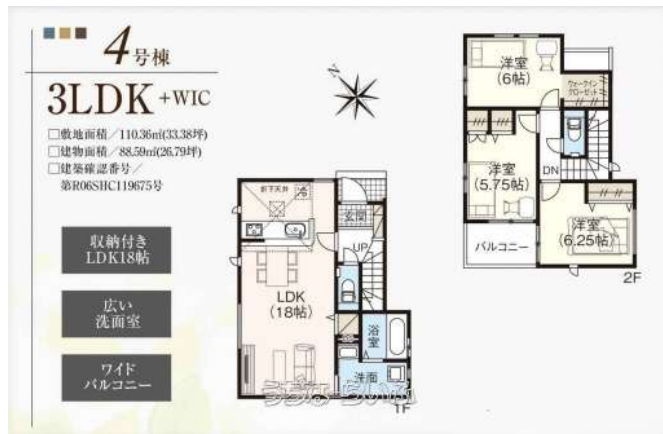 4号棟
3LDK +WIC
□敷地面積／110.36㎡(33.38坪)
□建物面積／88.59㎡(26.79坪)
□建築確認番号／
第R06SHC119675号
収納付き
LDK18帖
広い
洗面室
ワイド
バルコニー
N
折下天井
玄関
UP
LDK
(18帖)
浴室
洗面
1F
洋室
(6帖)
ウォークイン
クローゼット
洋室
(5.75帖)
DN
洋室
(6.25帖)
バルコニー
2F